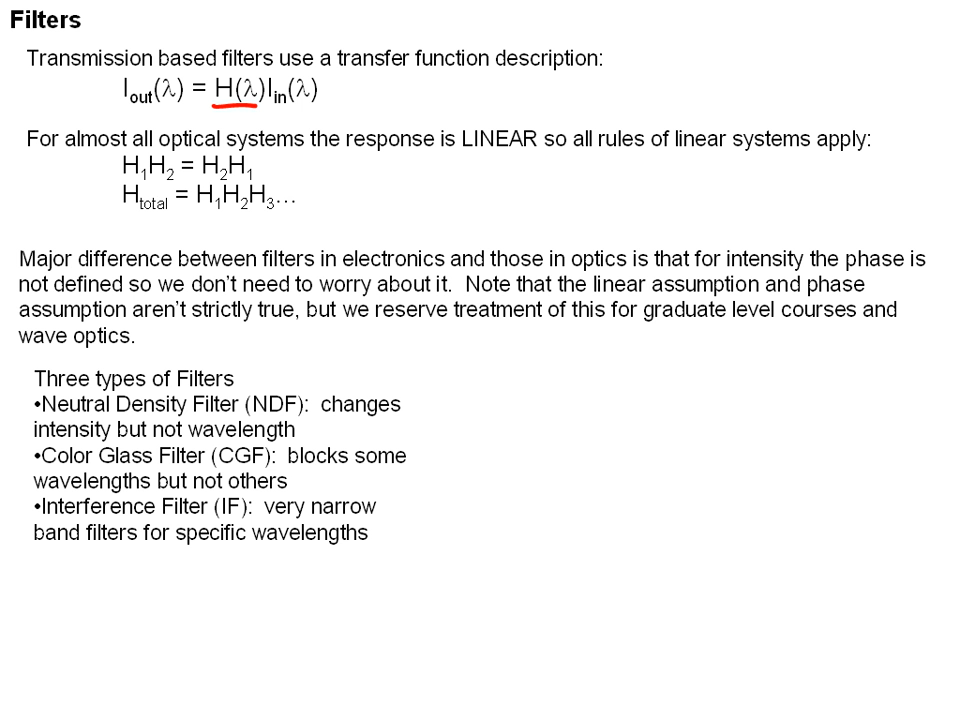 Filters
Transmission based filters use a transfer function description:
I_out(λ) = H(λ)I_in(λ)
For almost all optical systems the response is LINEAR so all rules of linear systems apply:
H₁H₂ = H₂H₁
H_total = H₁H₂H₃…
Major difference between filters in electronics and those in optics is that for intensity the phase is
not defined so we don't need to worry about it.  Note that the linear assumption and phase
assumption aren't strictly true, but we reserve treatment of this for graduate level courses and
wave optics.
Three types of Filters
•Neutral Density Filter (NDF):  changes
intensity but not wavelength
•Color Glass Filter (CGF):  blocks some
wavelengths but not others
•Interference Filter (IF):  very narrow
band filters for specific wavelengths